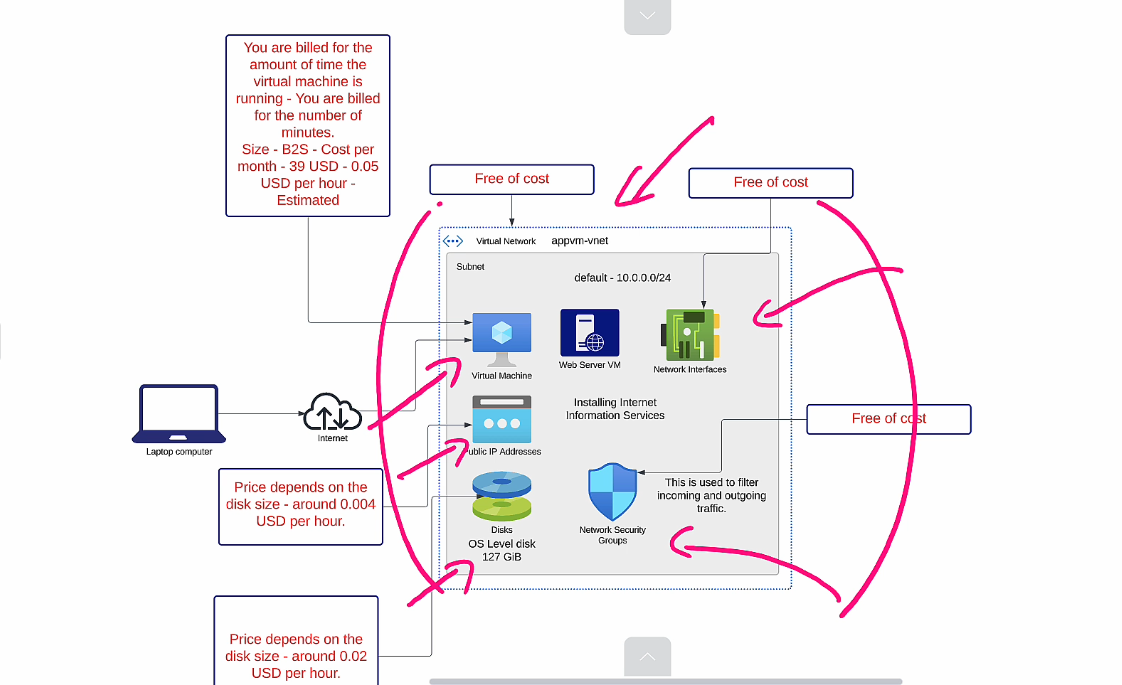 You are billed for the
amount of time the
virtual machine is
running - You are billed
for the number of
minutes.
Size - B2S - Cost per
month - 39 USD - 0.05
USD per hour -
Estimated
Free of cost
Free of cost
Virtual Network appvm-vnet
Subnet
default - 10.0.0.0/24
Virtual Machine
Web Server VM
Network Interfaces
Installing Internet
Information Services
Free of cost
Laptop computer
Internet
Public IP Addresses
Price depends on the
disk size - around 0.004
USD per hour.
This is used to filter
incoming and outgoing
traffic.
Disks
OS Level disk
127 GiB
Network Security
Groups
Price depends on the
disk size - around 0.02
USD per hour.